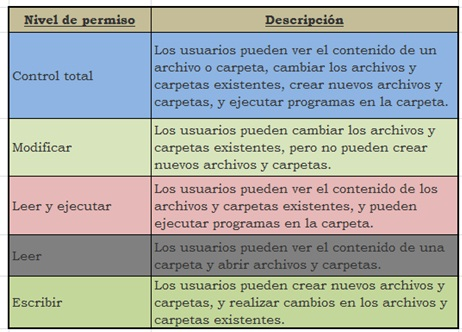 Nivel de permiso Descripción
Control total
Los usuarios pueden ver el contenido de un
archivo o carpeta, cambiar los archivos y
carpetas existentes, crear nuevos archivos y
carpetas, y ejecutar programas en la carpeta.
Modificar
Los usuarios pueden cambiar los archivos y
carpetas existentes, pero no pueden crear
nuevos archivos y carpetas.
Leer y ejecutar
Los usuarios pueden ver el contenido de los
archivos y carpetas existentes, y pueden
ejecutar programas en la carpeta.
Leer
Los usuarios pueden ver el contenido de una
carpeta y abrir archivos y carpetas.
Escribir
Los usuarios pueden crear nuevos archivos y
carpetas, y realizar cambios en los archivos y
carpetas existentes.